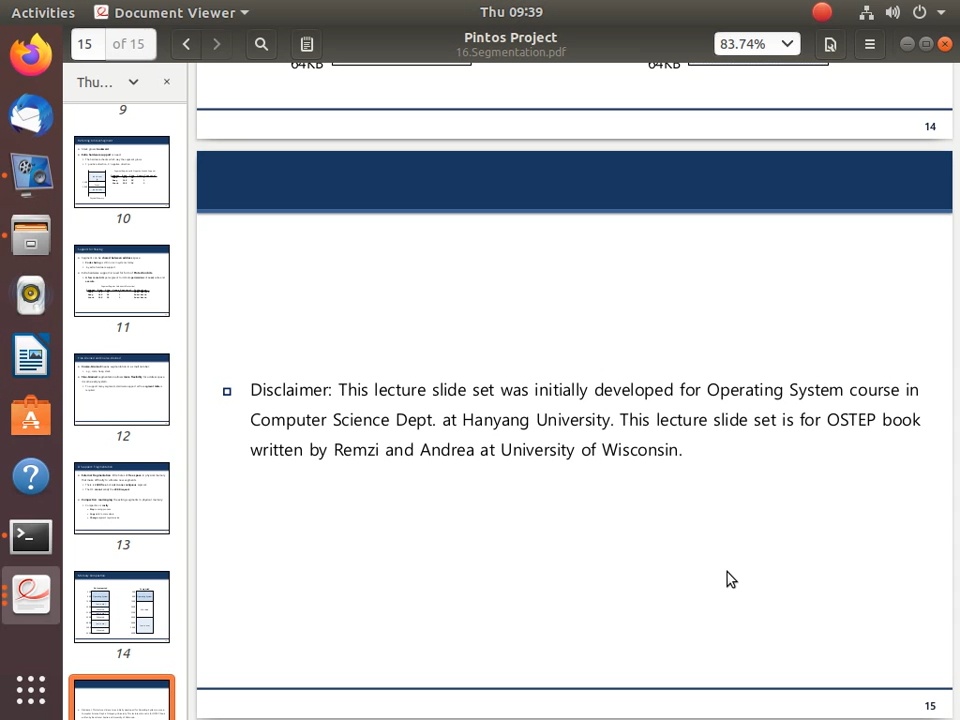 Activities
Document Viewer
Thu 09:39
15
of 15
Pintos Project
16.Segmentation.pdf
83.74%
Thu...
9
10
11
12
13
14
64KB
64KB
14
Disclaimer: This lecture slide set was initially developed for Operating System course in
Computer Science Dept. at Hanyang University. This lecture slide set is for OSTEP book
written by Remzi and Andrea at University of Wisconsin.
15